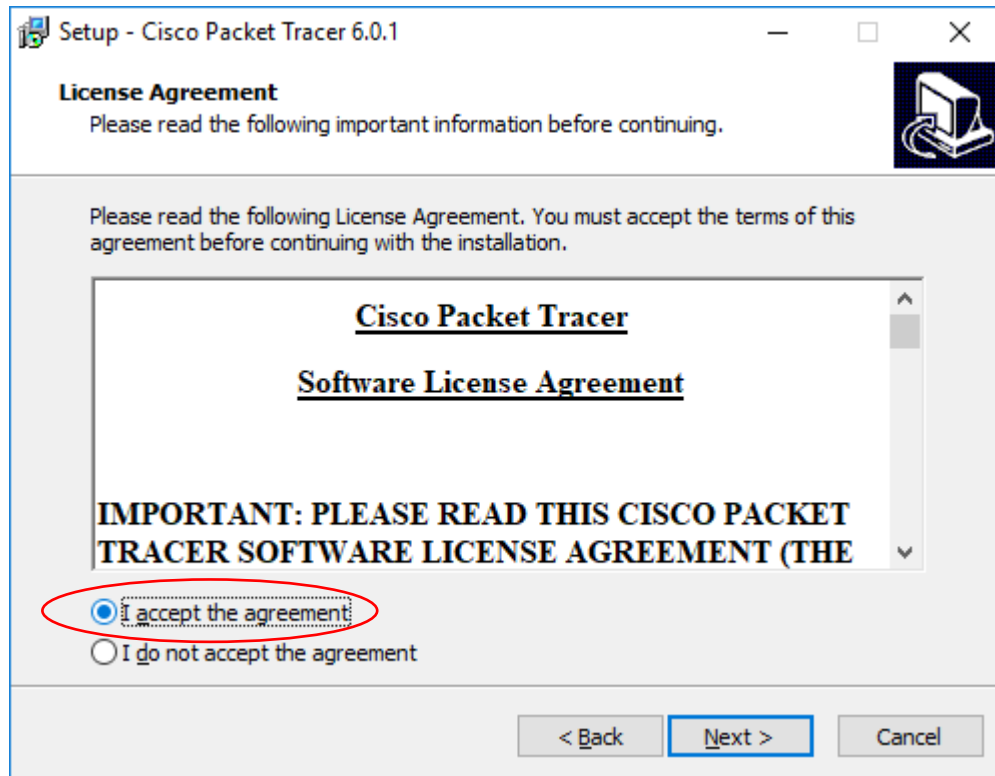 Setup - Cisco Packet Tracer 6.0.1
License Agreement
Please read the following important information before continuing.
Please read the following License Agreement. You must accept the terms of this
agreement before continuing with the installation.
Cisco Packet Tracer
Software License Agreement
IMPORTANT: PLEASE READ THIS CISCO PACKET
TRACER SOFTWARE LICENSE AGREEMENT (THE
I accept the agreement
I do not accept the agreement
< Back Next > Cancel